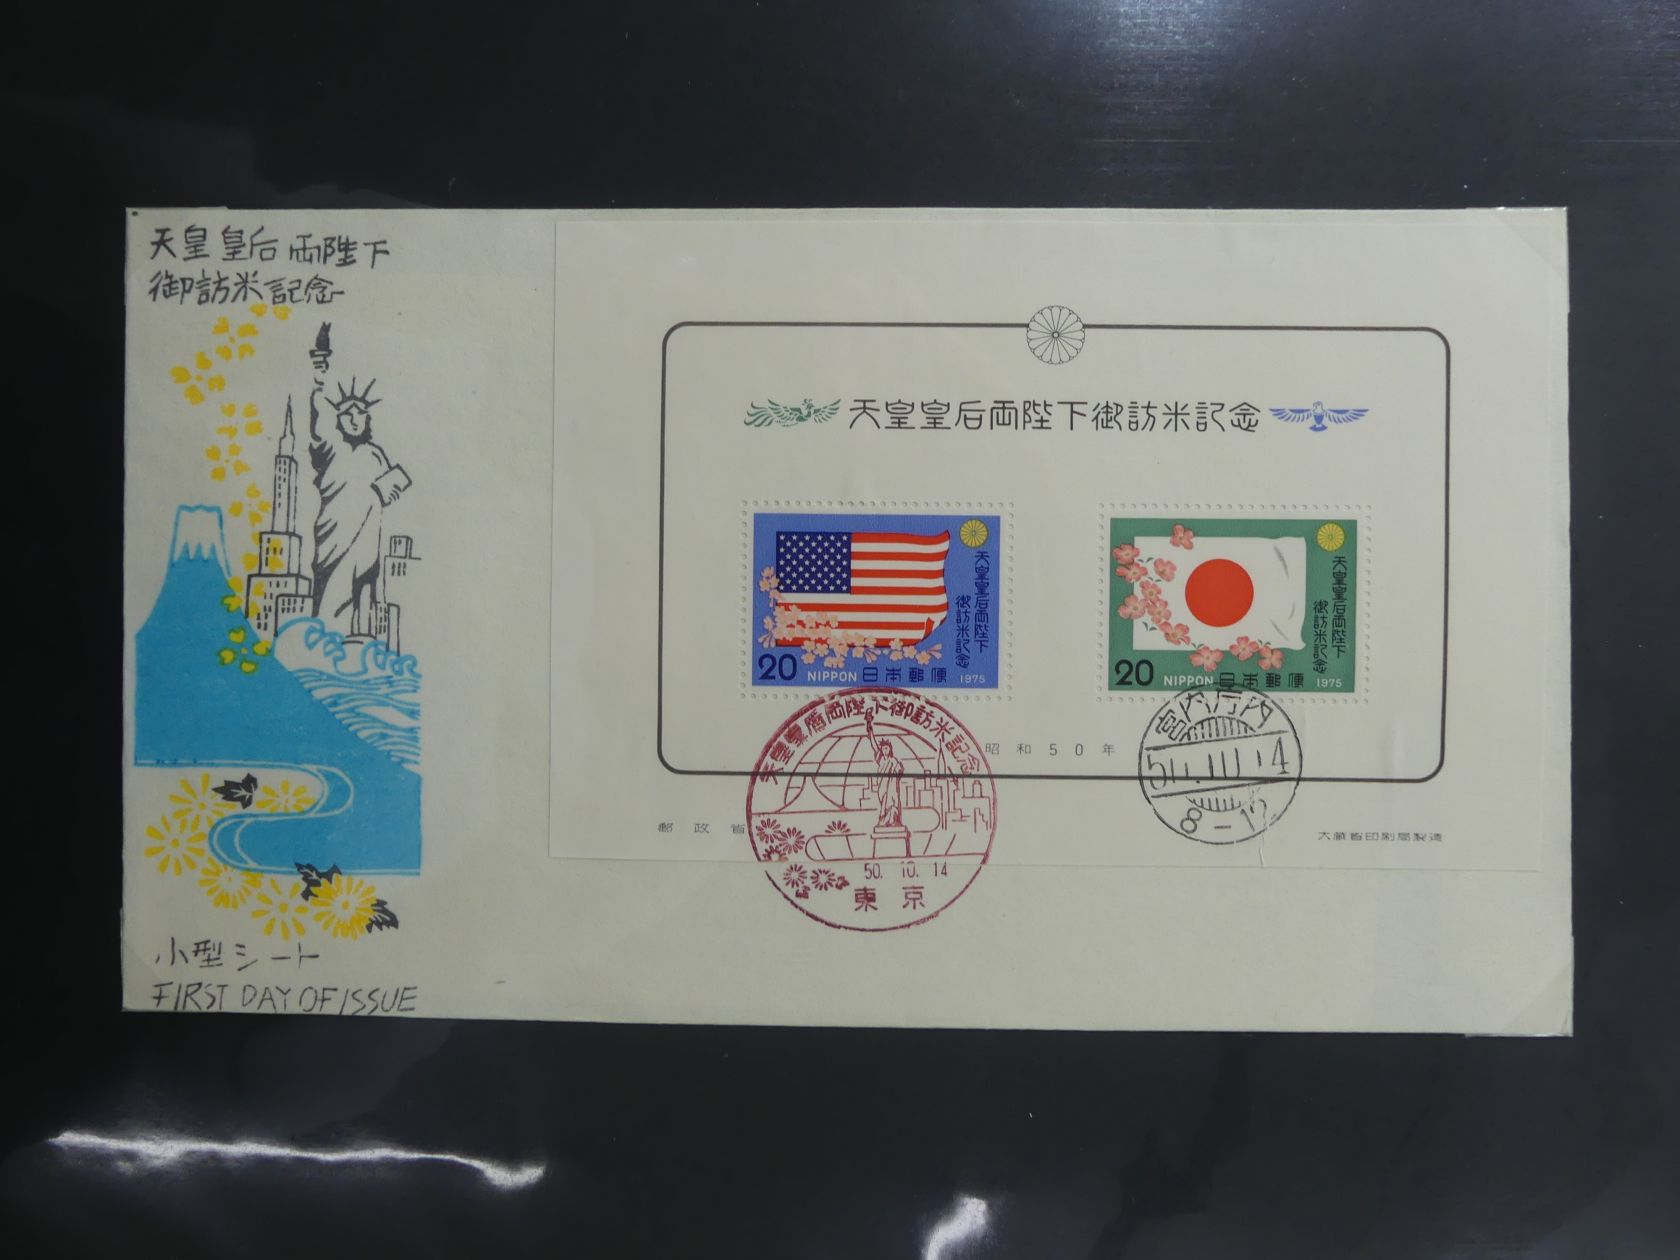 天皇皇后両陛下
御訪米記念
小型シート
FIRST DAY OF ISSUE
天皇皇后両陛下御訪米記念
天皇皇后両陛下
御訪米記念
20 NIPPON 日本郵便 1975
天皇皇后両陛下
御訪米記念
20 NIPPON 日本郵便 1975
昭和50年
郵政省
大蔵省印刷局製造
天皇皇后両陛下御訪米記念
50.10.14
東京
宮内庁内
50.10.14
8-12